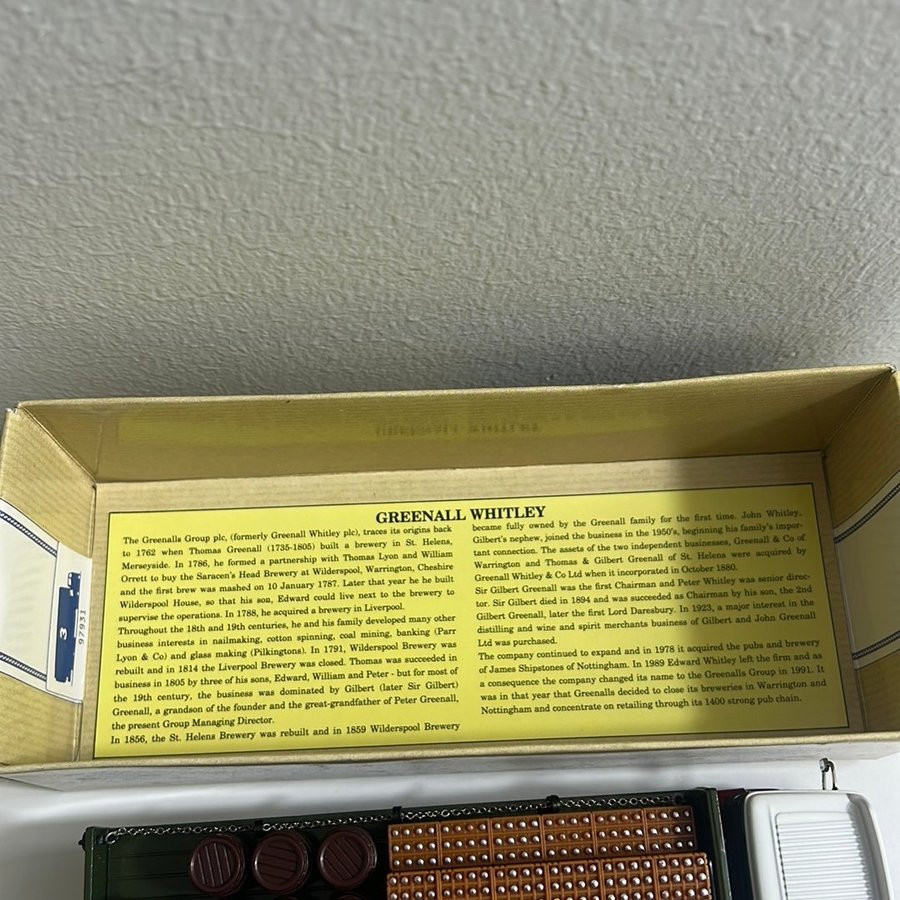 GREENALL WHITLEY
The Greenalls Group plc, (formerly Greenall Whitley plc), traces its origins back
to 1762 when Thomas Greenall (1735-1805) built a brewery in St. Helens,
Merseyside. In 1786, he formed a partnership with Thomas Lyon and William
Orrett to buy the Saracen's Head Brewery at Wilderspool, Warrington, Cheshire
and the first brew was mashed on 10 January 1787. Later that year he he built
Wilderspool House, so that his son, Edward could live next to the brewery to
supervise the operations. In 1788, he acquired a brewery in Liverpool.
Throughout the 18th and 19th centuries, he and his family developed many other
business interests in nailmaking, cotton spinning, coal mining, banking (Parr
Lyon & Co) and glass making (Pilkingtons). In 1791, Wilderspool Brewery was
rebuilt and in 1814 the Liverpool Brewery was closed. Thomas was succeeded in
business in 1805 by three of his sons, Edward, William and Peter - but for most of
the 19th century, the business was dominated by Gilbert (later Sir Gilbert)
Greenall, a grandson of the founder and the great-grandfather of Peter Greenall,
the present Group Managing Director.
In 1856, the St. Helens Brewery was rebuilt and in 1859 Wilderspool Brewery
became fully owned by the Greenall family for the first time. John Whitley,
Gilbert's nephew, joined the business in the 1950's, beginning his family's impor-
tant connection. The assets of the two independent businesses, Greenall & Co of
Warrington and Thomas & Gilbert Greenall of St. Helens were acquired by
Greenall Whitley & Co Ltd when it incorporated in October 1880.
Sir Gilbert Greenall was the first Chairman and Peter Whitley was senior direc-
tor. Sir Gilbert died in 1894 and was succeeded as Chairman by his son, the 2nd
Gilbert Greenall, later the first Lord Daresbury. In 1923, a major interest in the
distilling and wine and spirit merchants business of Gilbert and John Greenall
Ltd was purchased.
The company continued to expand and in 1978 it acquired the pubs and brewery
of James Shipstones of Nottingham. In 1989 Edward Whitley left the firm and as
a consequence the company changed its name to the Greenalls Group in 1991. It
was in that year that Greenalls decided to close its breweries in Warrington and
Nottingham and concentrate on retailing through its 1400 strong pub chain.
3
97931